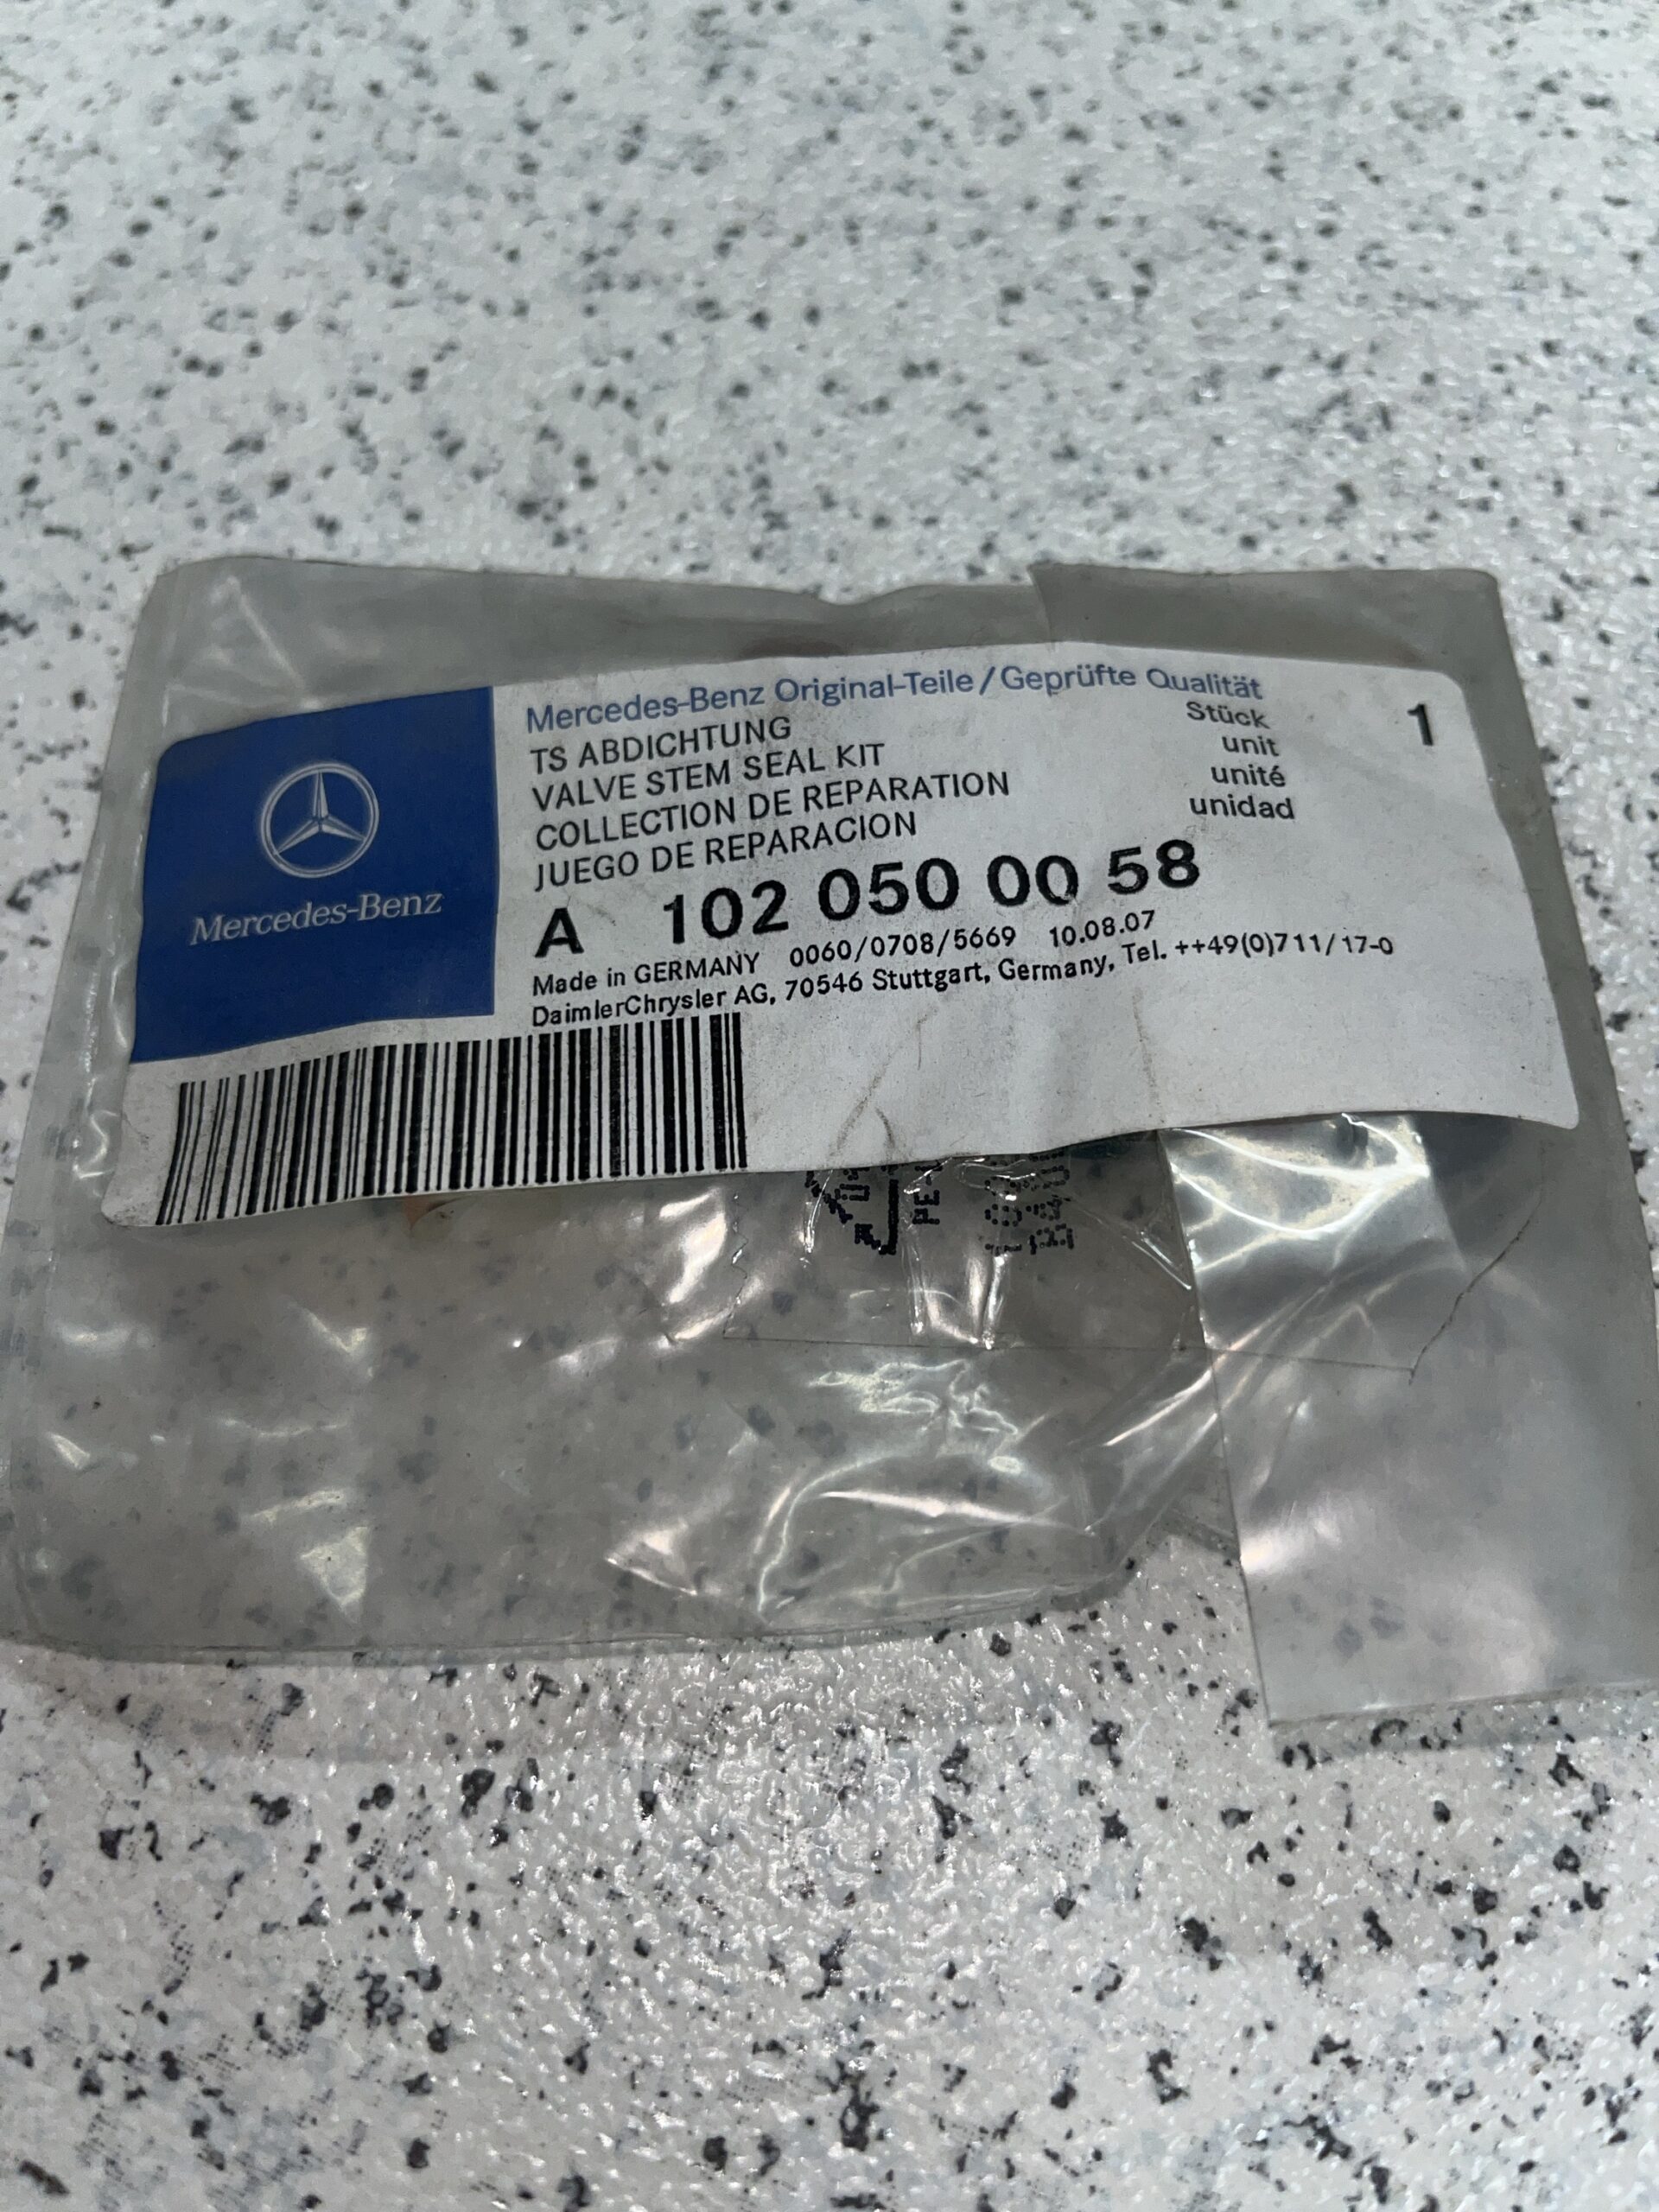 Mercedes-Benz
Mercedes-Benz Original-Teile/Geprüfte Qualität
TS ABDICHTUNG
VALVE STEM SEAL KIT
COLLECTION DE REPARATION
JUEGO DE REPARACION
Stück
unit
unité
unidad
1
A 102 050 00 58
Made in GERMANY 0060/0708/5669 10.08.07
DaimlerChrysler AG, 70546 Stuttgart, Germany, Tel. ++49(0)711/17-0
PE-